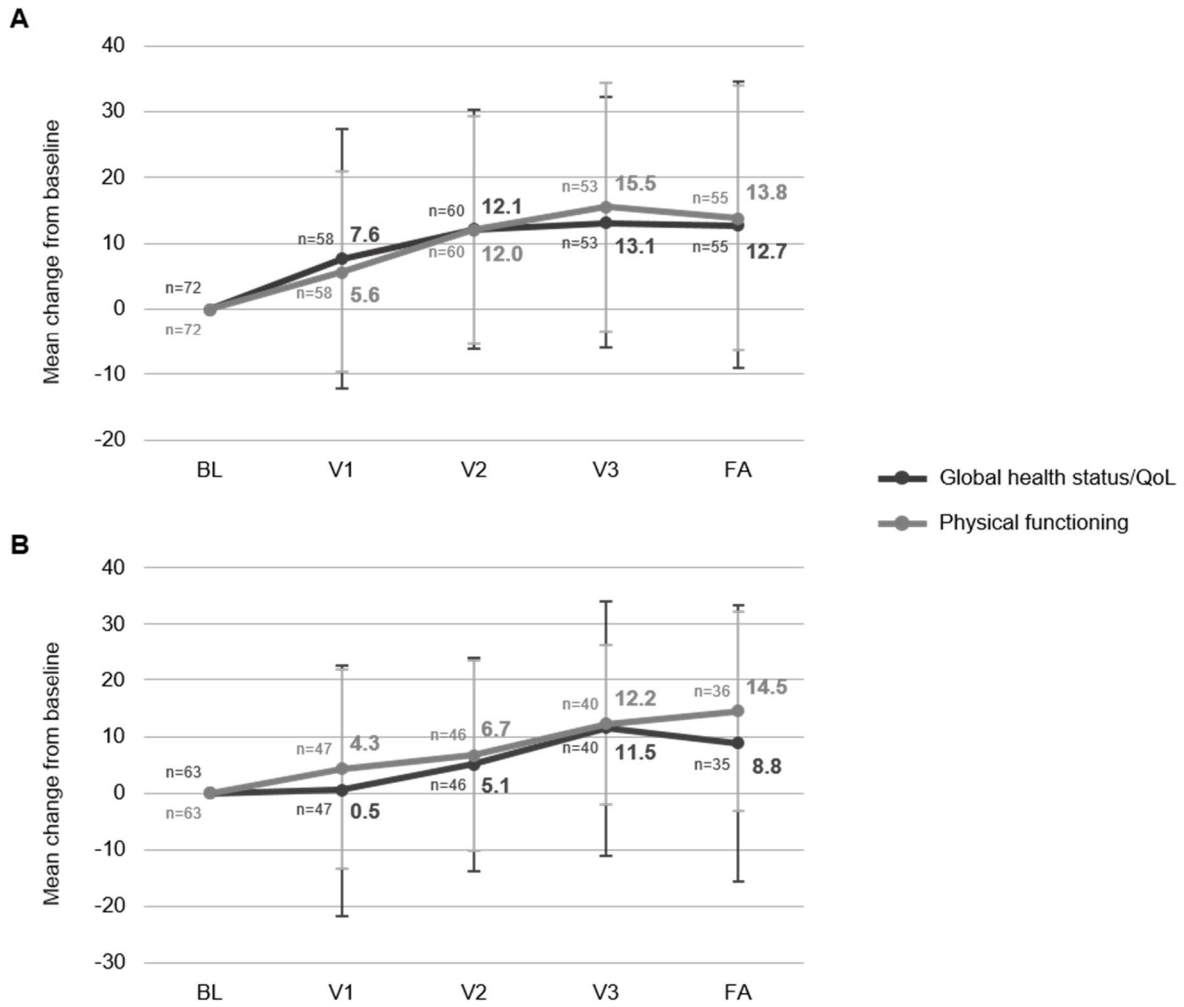 A
40
30
20
10
0
-10
-20
Mean change from baseline
n=72
n=72
n=58
7.6
n=58
5.6
n=60
12.1
n=60
12.0
n=53
15.5
n=53
13.1
n=55
13.8
n=55
12.7
BL V1 V2 V3 FA
Global health status/QoL
Physical functioning
B
40
30
20
10
0
-10
-20
-30
Mean change from baseline
n=63
n=63
n=47
4.3
n=47
0.5
n=46
6.7
n=46
5.1
n=40
12.2
n=40
11.5
n=36
14.5
n=35
8.8
BL V1 V2 V3 FA